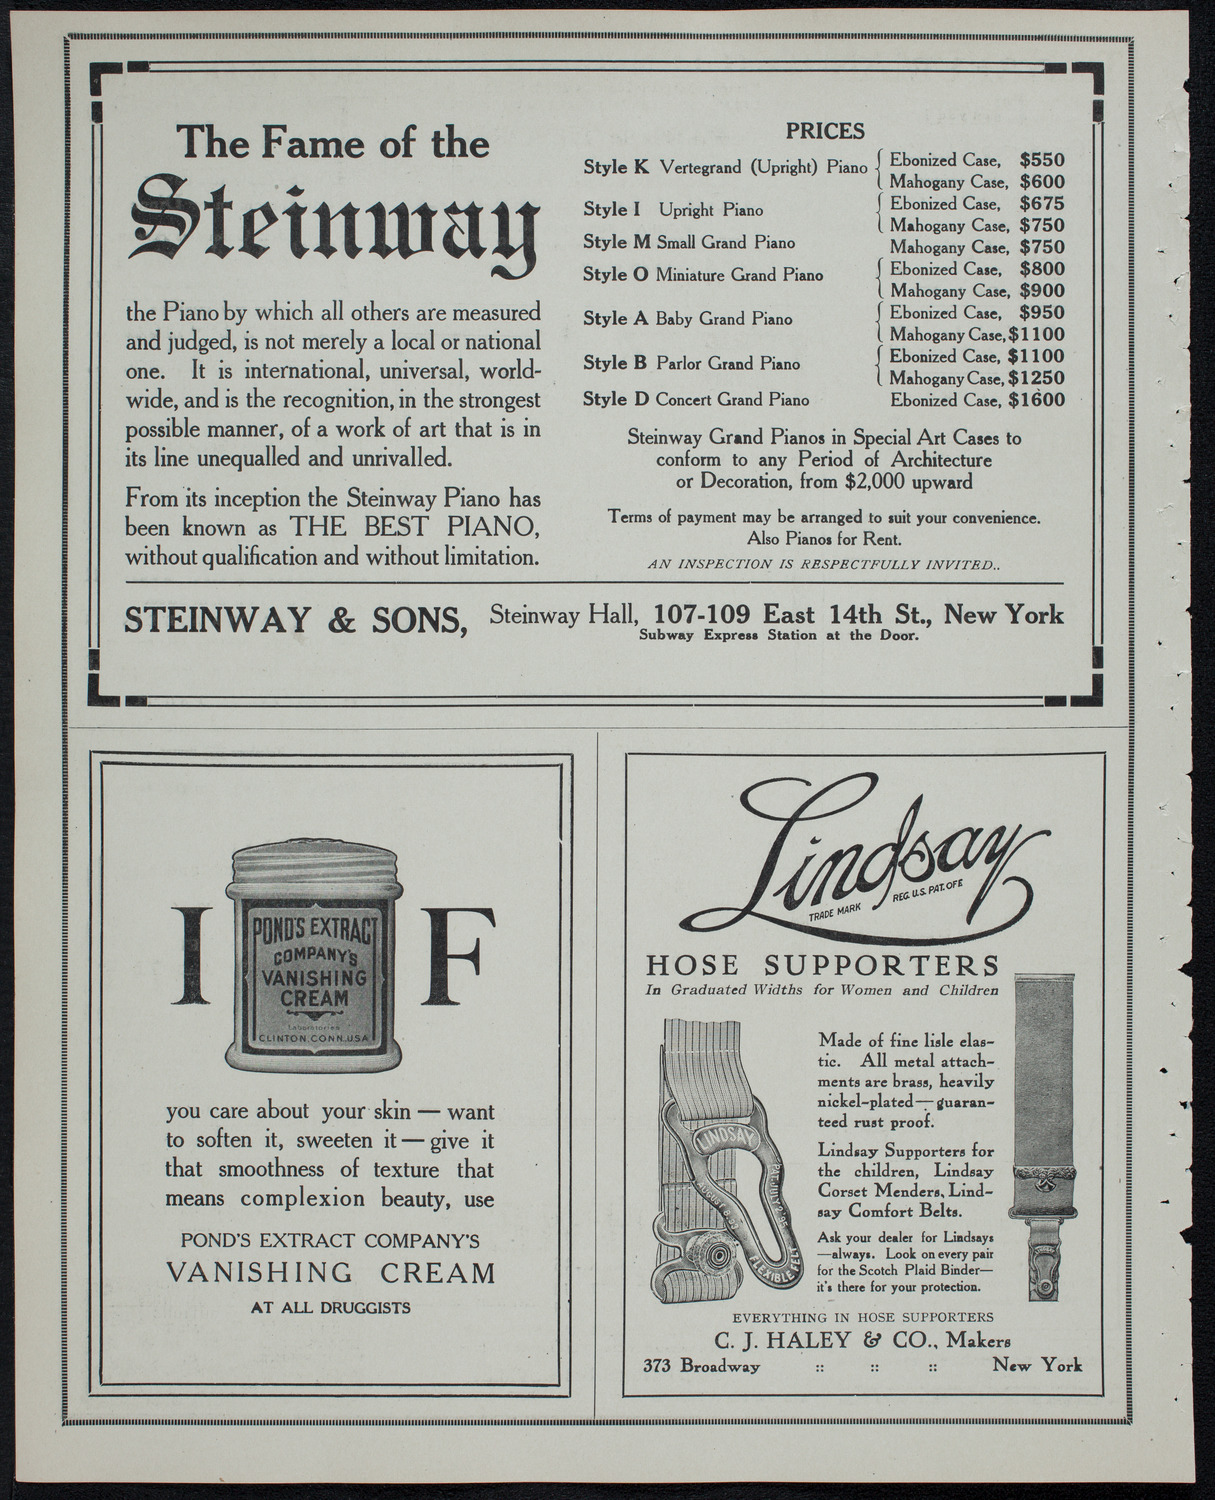 The Fame of the
Steinway
the Piano by which all others are measured
and judged, is not merely a local or national
one. It is international, universal, world-
wide, and is the recognition, in the strongest
possible manner, of a work of art that is in
its line unequalled and unrivalled.
From its inception the Steinway Piano has
been known as THE BEST PIANO,
without qualification and without limitation.
PRICES
Style K Vertegrand (Upright) Piano { Ebonized Case, $550
Mahogany Case, $600
Style I Upright Piano { Ebonized Case, $675
Mahogany Case, $750
Style M Small Grand Piano Mahogany Case, $750
Style O Miniature Grand Piano { Ebonized Case, $800
Mahogany Case, $900
Style A Baby Grand Piano { Ebonized Case, $950
Mahogany Case, $1100
Style B Parlor Grand Piano { Ebonized Case, $1100
Mahogany Case, $1250
Style D Concert Grand Piano Ebonized Case, $1600
Steinway Grand Pianos in Special Art Cases to
conform to any Period of Architecture
or Decoration, from $2,000 upward
Terms of payment may be arranged to suit your convenience.
Also Pianos for Rent.
AN INSPECTION IS RESPECTFULLY INVITED..
STEINWAY & SONS, Steinway Hall, 107-109 East 14th St., New York
Subway Express Station at the Door.
I F
POND'S EXTRACT
COMPANY'S
VANISHING
CREAM
Laboratories
CLINTON, CONN. USA
you care about your skin — want
to soften it, sweeten it — give it
that smoothness of texture that
means complexion beauty, use
POND'S EXTRACT COMPANY'S
VANISHING CREAM
AT ALL DRUGGISTS
Lindsay
TRADE MARK REG. U.S. PAT. OFF.
HOSE SUPPORTERS
In Graduated Widths for Women and Children
LINDSAY
FLEXIBLE FELT
Made of fine lisle elas-
tic. All metal attach-
ments are brass, heavily
nickel-plated — guaran-
teed rust proof.
Lindsay Supporters for
the children, Lindsay
Corset Menders, Lind-
say Comfort Belts.
Ask your dealer for Lindsays
—always. Look on every pair
for the Scotch Plaid Binder—
it's there for your protection.
EVERYTHING IN HOSE SUPPORTERS
C. J. HALEY & CO., Makers
373 Broadway :: :: :: New York